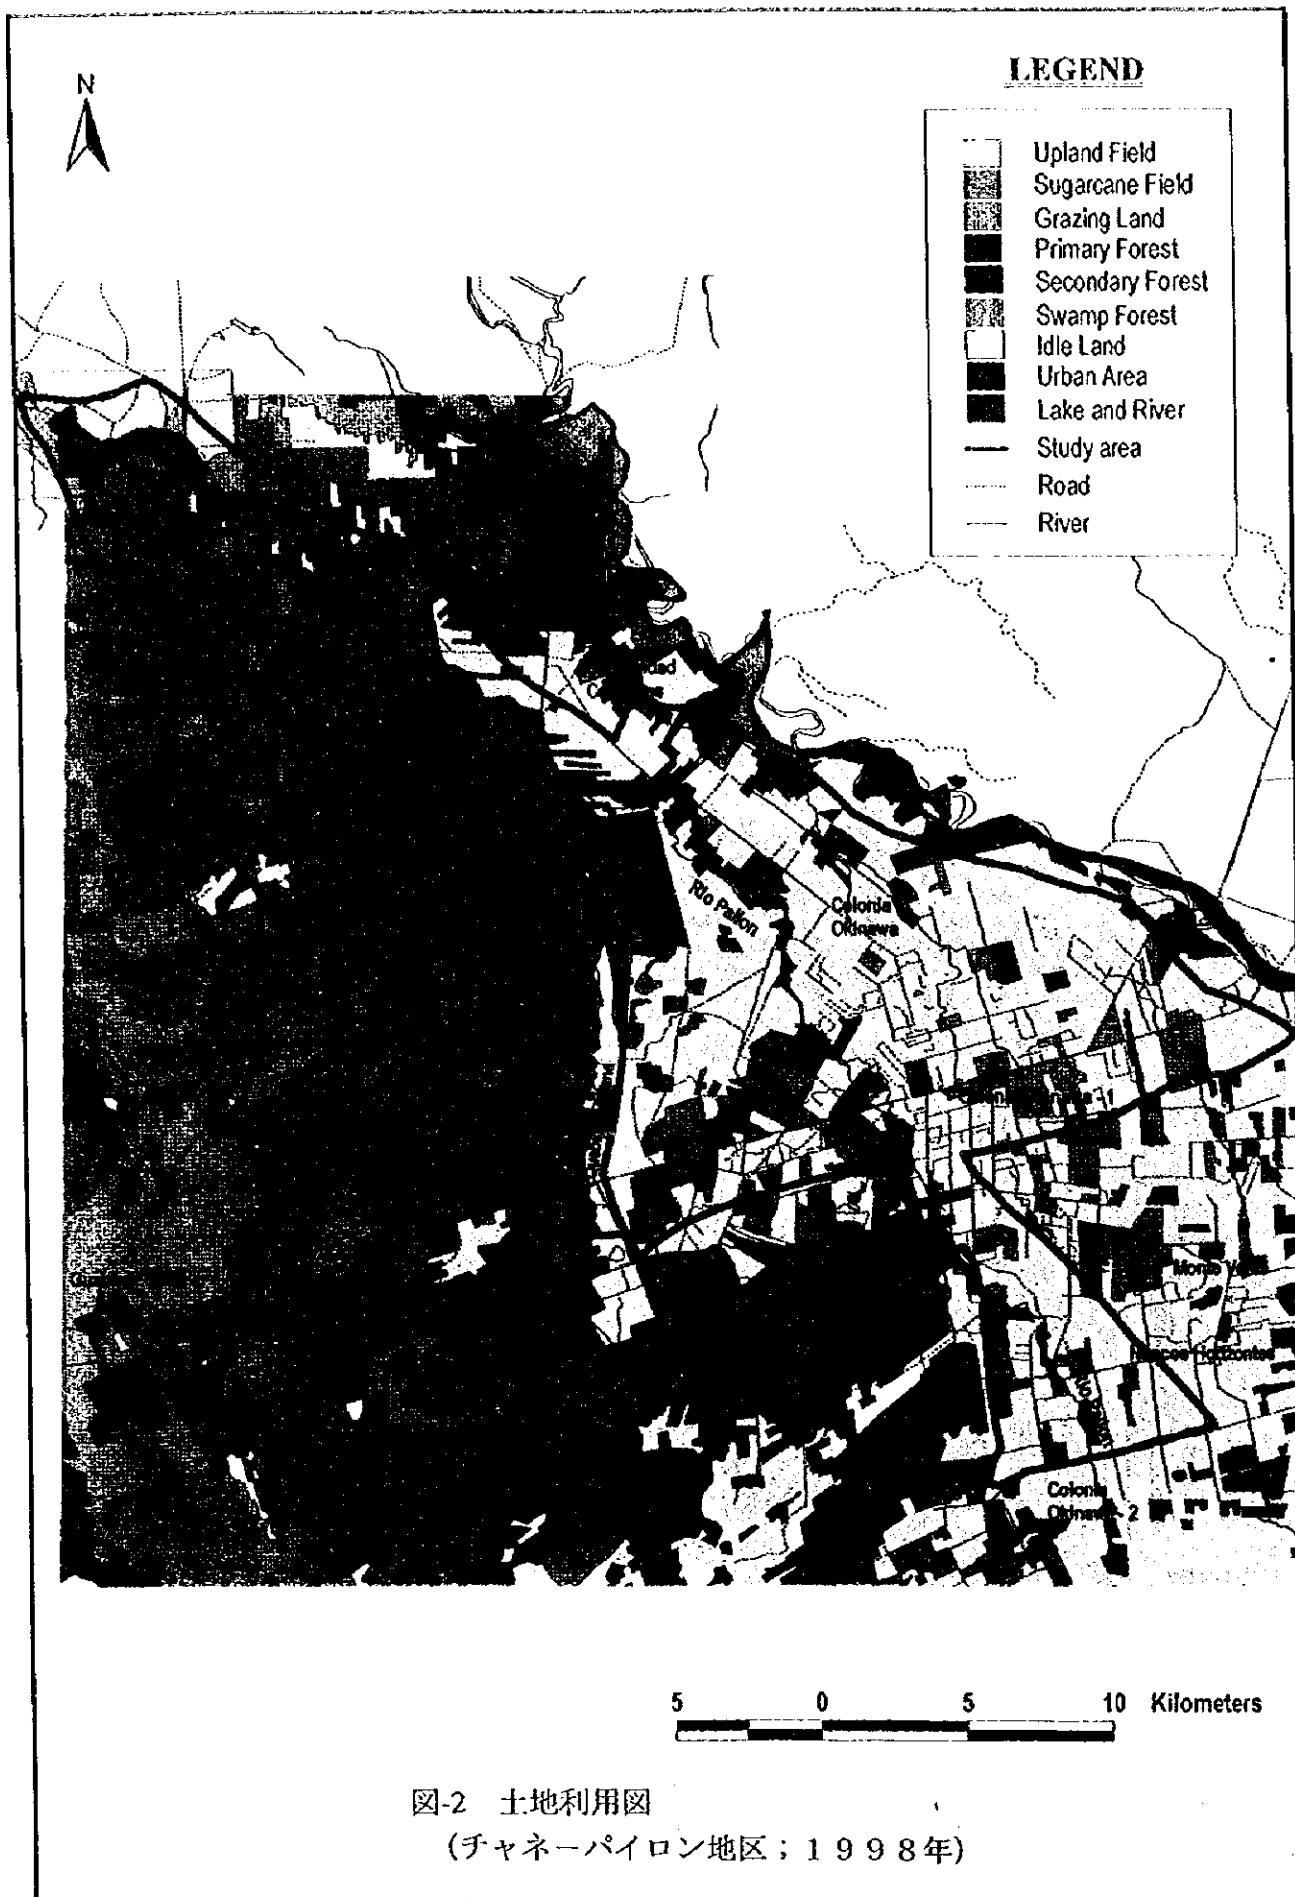 LEGEND
N
Upland Field
Sugarcane Field
Grazing Land
Primary Forest
Secondary Forest
Swamp Forest
Idle Land
Urban Area
Lake and River
Study area
Road
River
Rio Pailon
Colonia
Okinawa
Colonia
Okinawa 2
5 0 5 10 Kilometers
図-2 土地利用図
(チャネーパイロン地区；1998年)